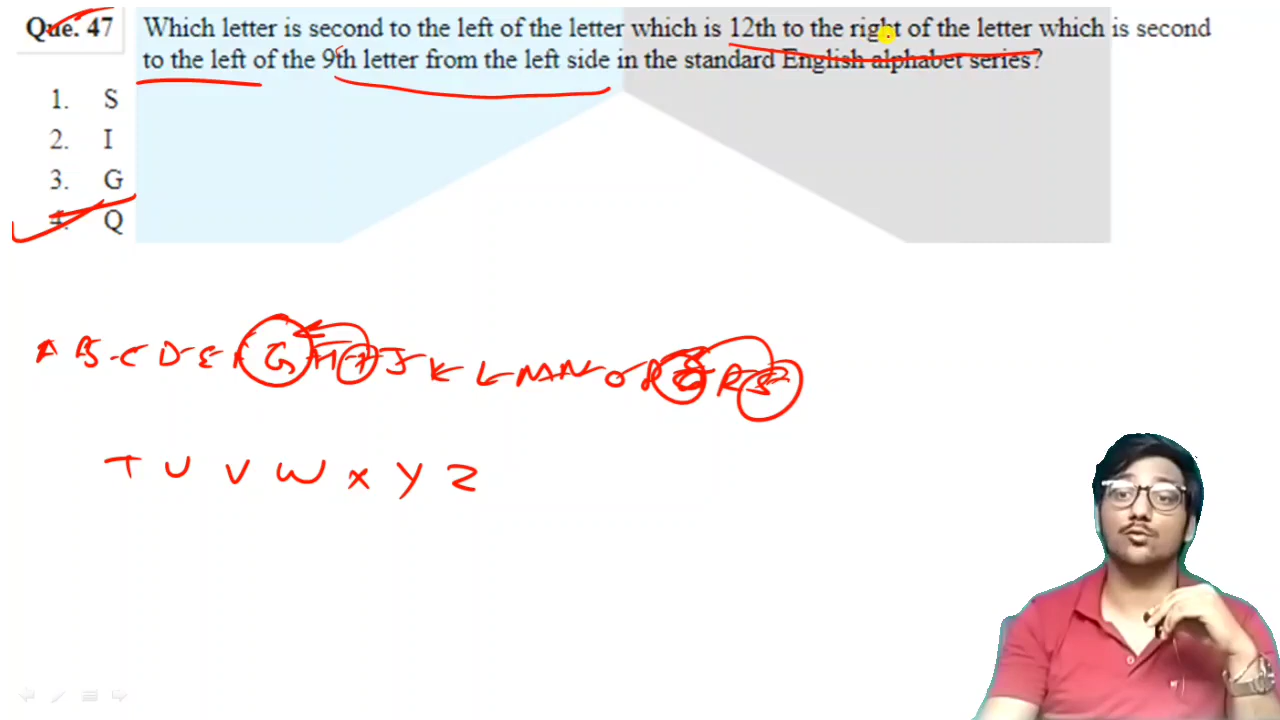 Que. 47
Which letter is second to the left of the letter which is 12th to the right of the letter which is second
to the left of the 9th letter from the left side in the standard English alphabet series?
1. S
2. I
3. G
4. Q
A B C D E F G H I J K L M N O P Q R S
T U V W X Y Z